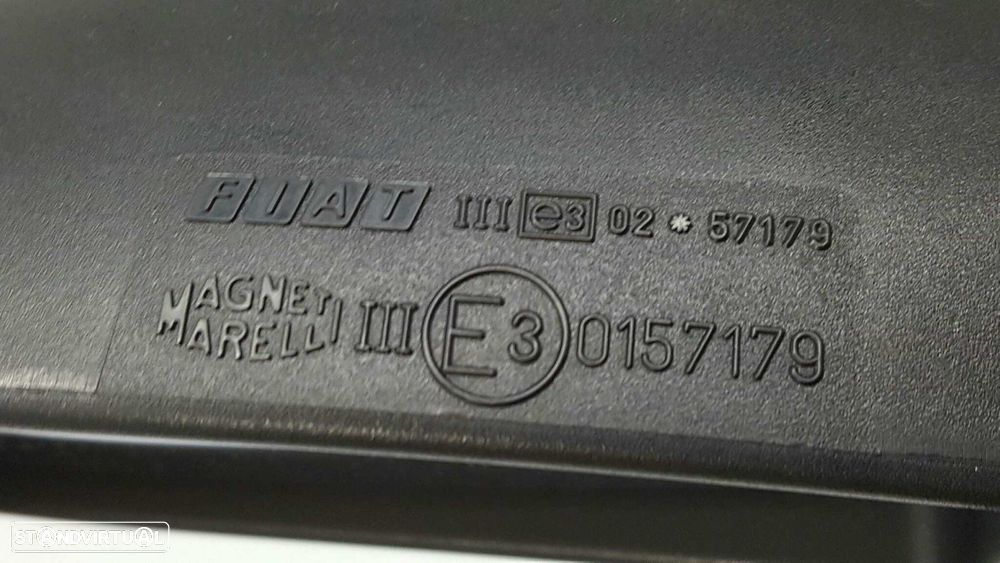 FIAT III e3 02 * 57179
MAGNETI
MARELLI III E3 0157179
STANDVIRTUAL